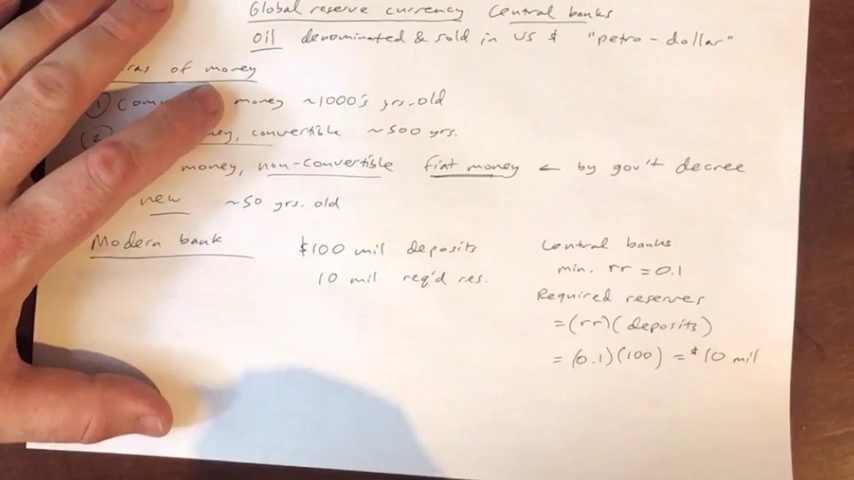 Global reserve currency Central banks
Oil denominated & sold in US $ "petro-dollar"
of money
① money ~1000's yrs. old
② convertible ~500 yrs.
money, non-convertible fiat money ← by gov't decree
new ~50 yrs. old
Modern bank $100 mil deposits
10 mil req'd res.
Central banks
min. rr = 0.1
Required reserves
= (rr)(deposits)
= (0.1)(100) = $10 mil